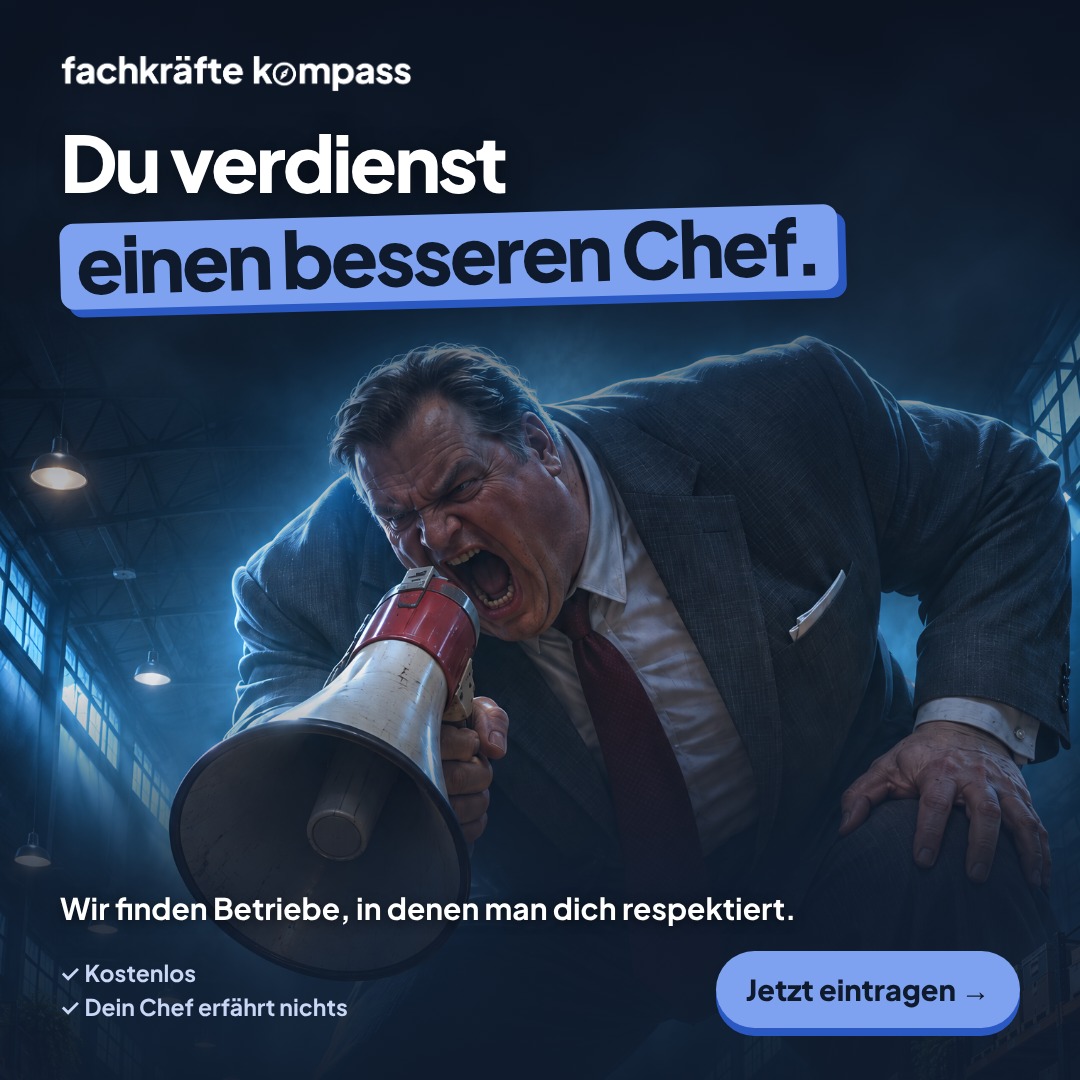 fachkräfte kompass
Du verdienst
einen besseren Chef.
Wir finden Betriebe, in denen man dich respektiert.
✓ Kostenlos
✓ Dein Chef erfährt nichts
Jetzt eintragen →